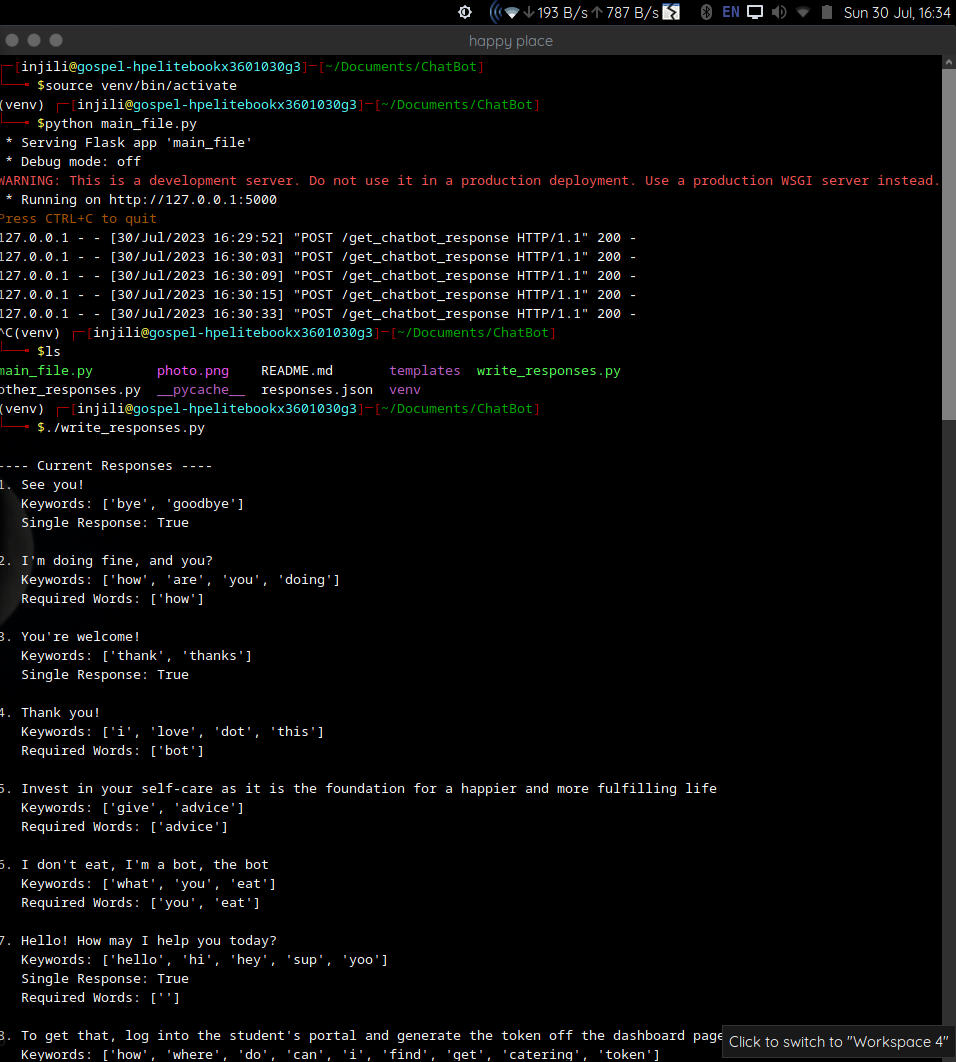 193 B/s 787 B/s EN Sun 30 Jul, 16:34
happy place
[injili@gospel-hpelitebookx3601030g3]-[~/Documents/ChatBot]
$source venv/bin/activate
(venv) [injili@gospel-hpelitebookx3601030g3]-[~/Documents/ChatBot]
$python main_file.py
* Serving Flask app 'main_file'
* Debug mode: off
WARNING: This is a development server. Do not use it in a production deployment. Use a production WSGI server instead.
* Running on http://127.0.0.1:5000
Press CTRL+C to quit
127.0.0.1 - - [30/Jul/2023 16:29:52] "POST /get_chatbot_response HTTP/1.1" 200 -
127.0.0.1 - - [30/Jul/2023 16:30:03] "POST /get_chatbot_response HTTP/1.1" 200 -
127.0.0.1 - - [30/Jul/2023 16:30:09] "POST /get_chatbot_response HTTP/1.1" 200 -
127.0.0.1 - - [30/Jul/2023 16:30:15] "POST /get_chatbot_response HTTP/1.1" 200 -
127.0.0.1 - - [30/Jul/2023 16:30:33] "POST /get_chatbot_response HTTP/1.1" 200 -
^C(venv) [injili@gospel-hpelitebookx3601030g3]-[~/Documents/ChatBot]
$ls
main_file.py photo.png README.md templates write_responses.py
other_responses.py __pycache__ responses.json venv
(venv) [injili@gospel-hpelitebookx3601030g3]-[~/Documents/ChatBot]
$./write_responses.py
---- Current Responses ----
1. See you!
Keywords: ['bye', 'goodbye']
Single Response: True
2. I'm doing fine, and you?
Keywords: ['how', 'are', 'you', 'doing']
Required Words: ['how']
3. You're welcome!
Keywords: ['thank', 'thanks']
Single Response: True
4. Thank you!
Keywords: ['i', 'love', 'dot', 'this']
Required Words: ['bot']
5. Invest in your self-care as it is the foundation for a happier and more fulfilling life
Keywords: ['give', 'advice']
Required Words: ['advice']
6. I don't eat, I'm a bot, the bot
Keywords: ['what', 'you', 'eat']
Required Words: ['you', 'eat']
7. Hello! How may I help you today?
Keywords: ['hello', 'hi', 'hey', 'sup', 'yoo']
Single Response: True
Required Words: ['']
8. To get that, log into the student's portal and generate the token off the dashboard page
Keywords: ['how', 'where', 'do', 'can', 'i', 'find', 'get', 'catering', 'token']
Click to switch to "Workspace 4"